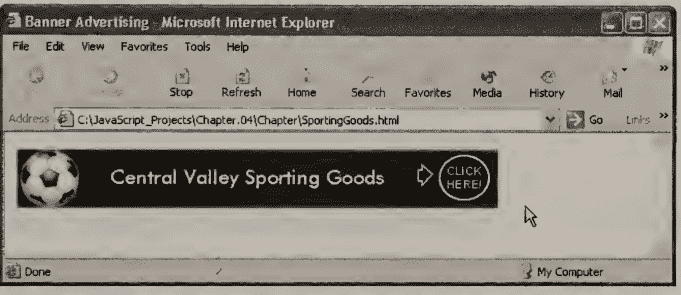 Banner Advertising - Microsoft Internet Explorer
File Edit View Favorites Tools Help
Stop Refresh Home Search Favorites Media History Mail »
Address C:\JavaScript_Projects\Chapter.04\Chapter\SportingGoods.html Go Links »
Central Valley Sporting Goods CLICK
HERE!
Done My Computer